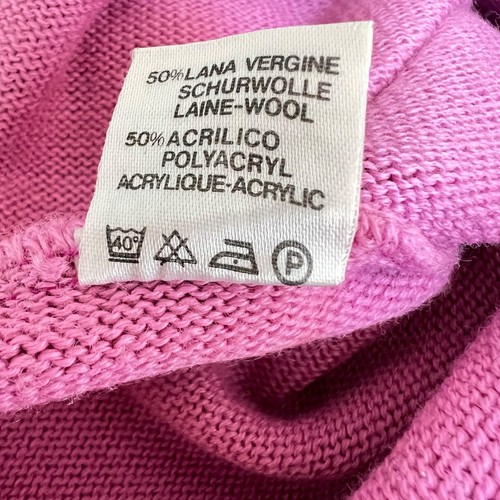 50% LANA VERGINE
SCHURWOLLE
LAINE-WOOL
50% ACRILICO
POLYACRYL
ACRYLIQUE-ACRYLIC
40° P